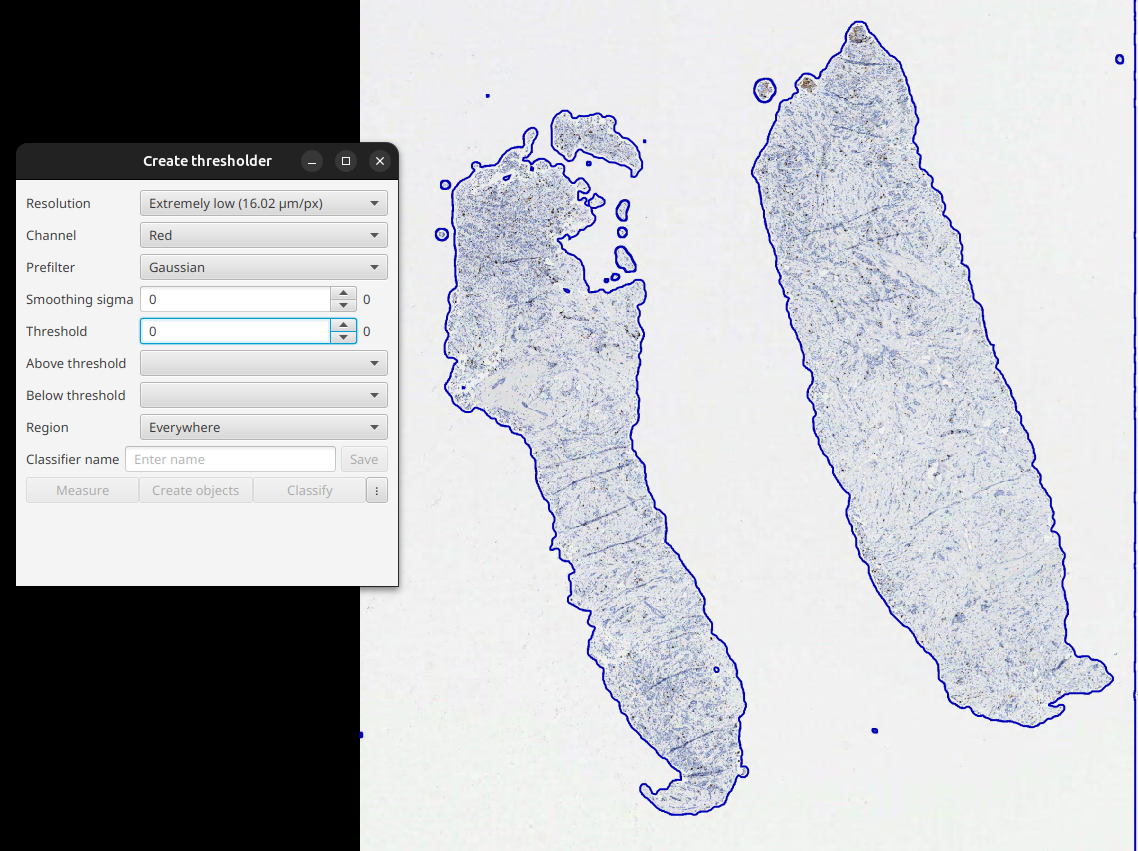 Create thresholder
Resolution Extremely low (16.02 µm/px)
Channel Red
Prefilter Gaussian
Smoothing sigma 0 0
Threshold 0 0
Above threshold
Below threshold
Region Everywhere
Classifier name Enter name Save
Measure Create objects Classify